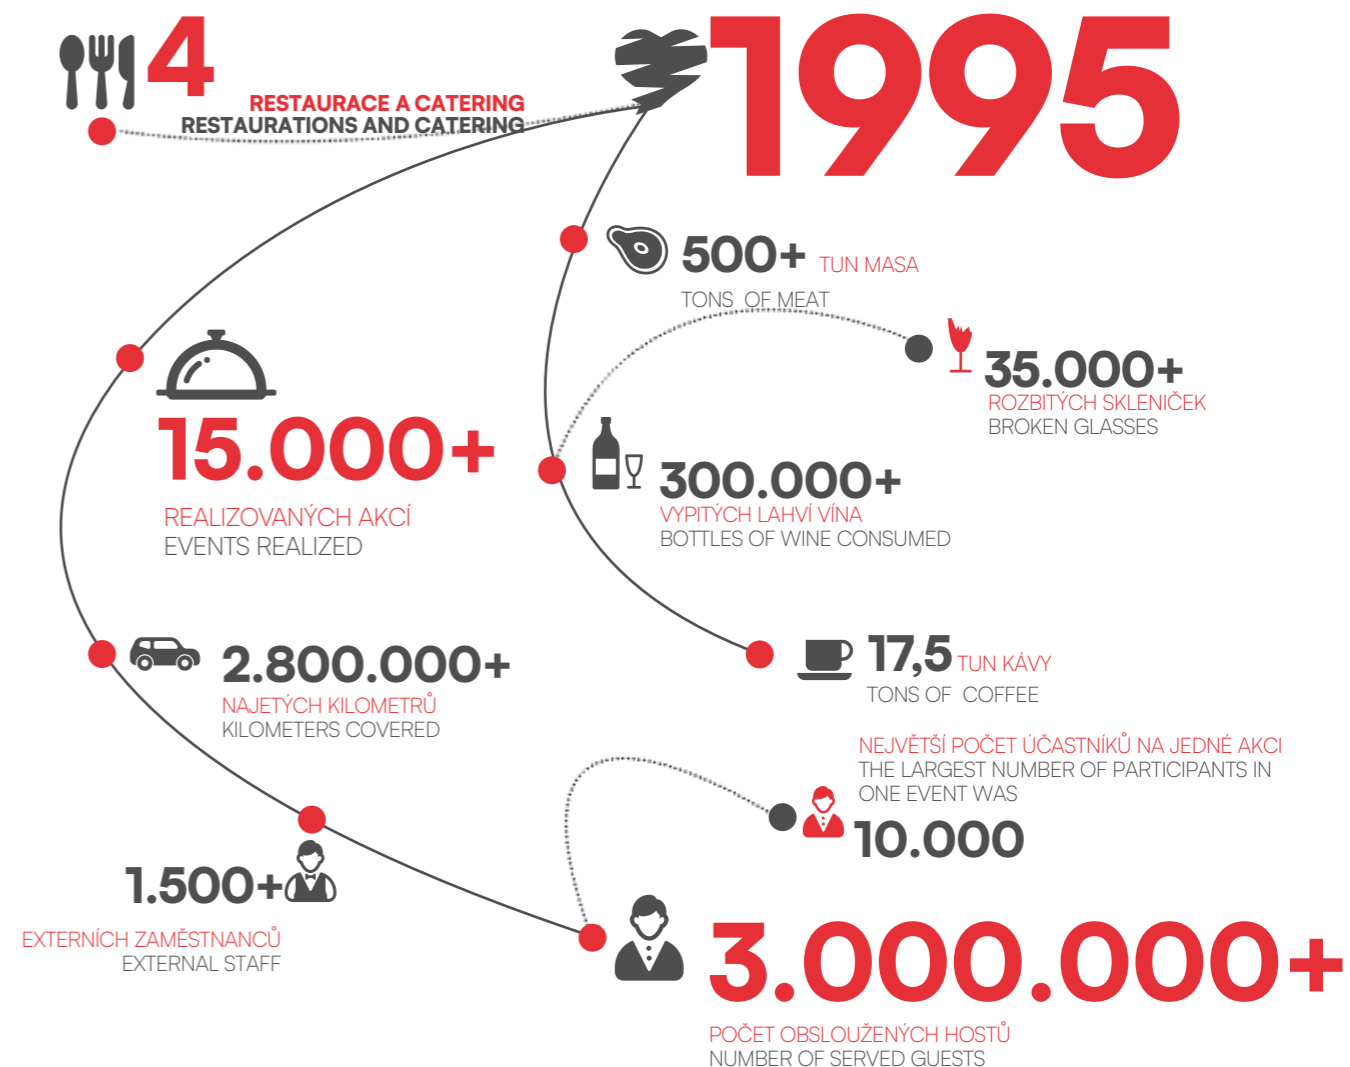 4
RESTAURACE A CATERING
RESTAURATIONS AND CATERING
1995
500+ TUN MASA
TONS OF MEAT
35.000+
ROZBITÝCH SKLENIČEK
BROKEN GLASSES
15.000+
REALIZOVANÝCH AKCÍ
EVENTS REALIZED
300.000+
VYPITÝCH LAHVÍ VÍNA
BOTTLES OF WINE CONSUMED
2.800.000+
NAJETÝCH KILOMETRŮ
KILOMETERS COVERED
17,5 TUN KÁVY
TONS OF COFFEE
NEJVĚTŠÍ POČET ÚČASTNÍKŮ NA JEDNÉ AKCI
THE LARGEST NUMBER OF PARTICIPANTS IN
ONE EVENT WAS
10.000
1.500+
EXTERNÍCH ZAMĚSTNANCŮ
EXTERNAL STAFF
3.000.000+
POČET OBSLOUŽENÝCH HOSTŮ
NUMBER OF SERVED GUESTS